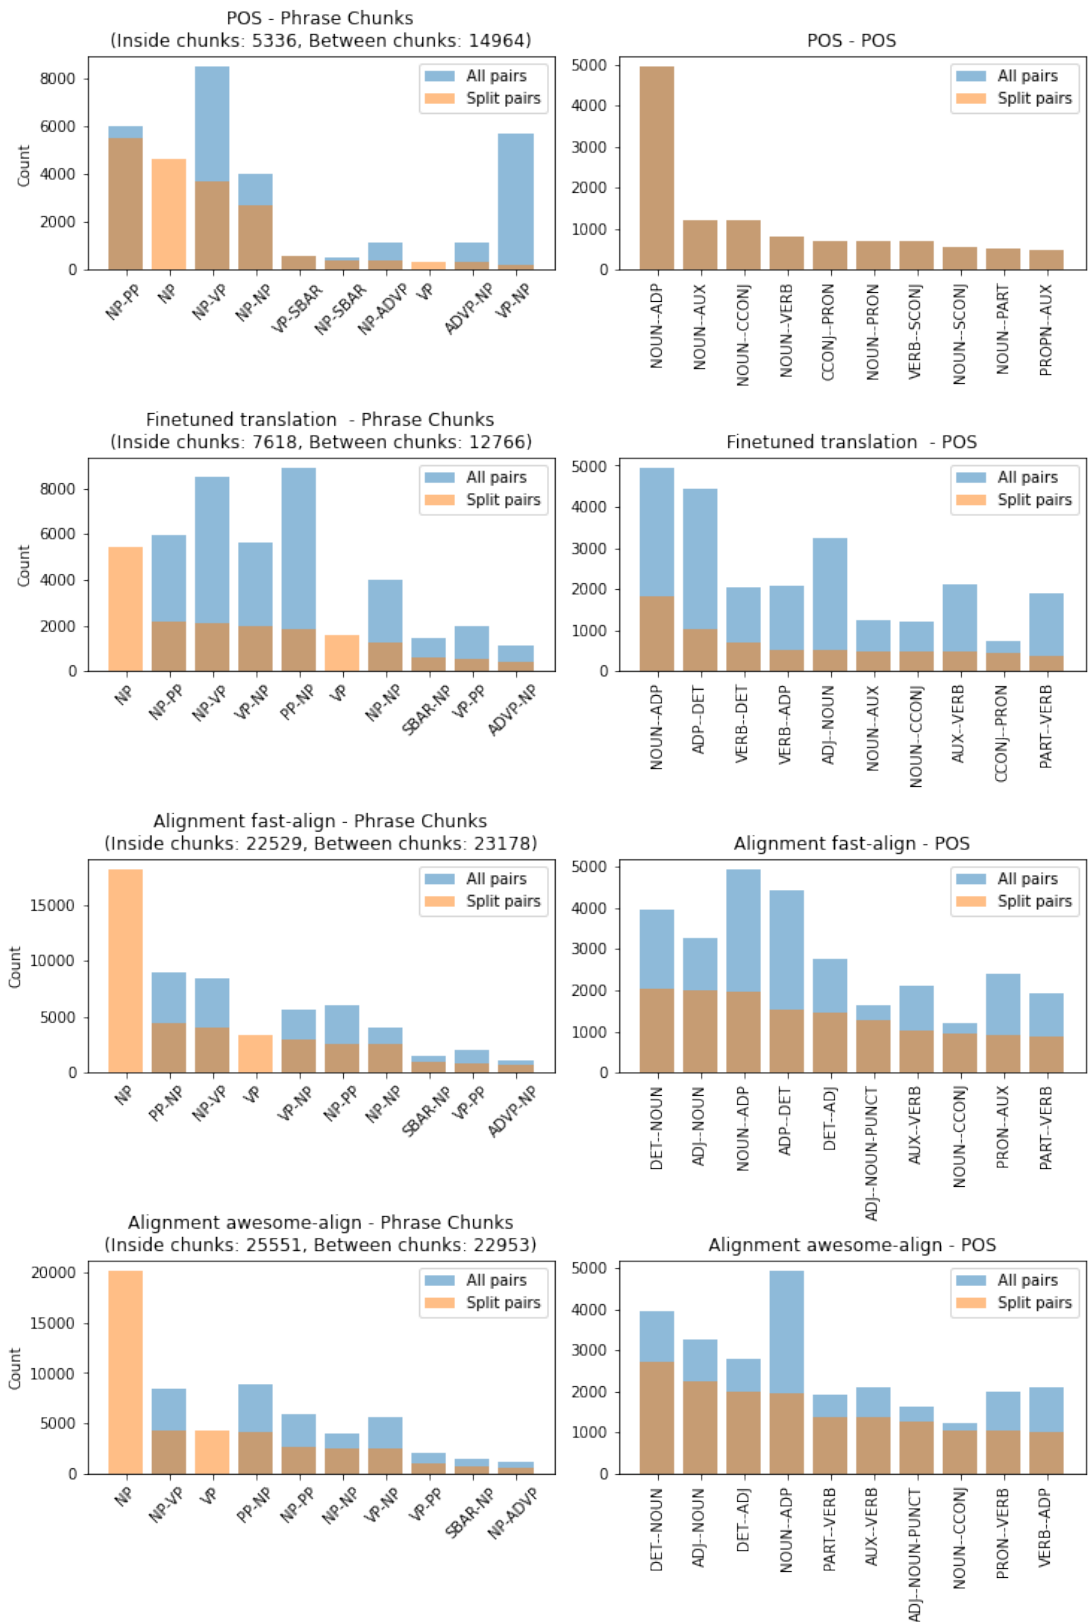 POS - Phrase Chunks
(Inside chunks: 5336, Between chunks: 14964)
All pairs
Split pairs
Count
8000
6000
4000
2000
0
NP-PP
NP
NP-VP
NP-NP
VP-SBAR
NP-SBAR
NP-ADVP
VP
ADVP-NP
VP-NP
POS - POS
All pairs
Split pairs
5000
4000
3000
2000
1000
0
NOUN--ADP
NOUN--AUX
NOUN--CCONJ
NOUN--VERB
CCONJ--PRON
NOUN--PRON
VERB--SCONJ
NOUN--SCONJ
NOUN--PART
PROPN--AUX
Finetuned translation - Phrase Chunks
(Inside chunks: 7618, Between chunks: 12766)
All pairs
Split pairs
Count
8000
6000
4000
2000
0
NP
NP-PP
NP-VP
VP-NP
PP-NP
VP
NP-NP
SBAR-NP
VP-PP
ADVP-NP
Finetuned translation - POS
All pairs
Split pairs
5000
4000
3000
2000
1000
0
NOUN--ADP
ADP--DET
VERB--DET
VERB--ADP
ADJ--NOUN
NOUN--AUX
NOUN--CCONJ
AUX--VERB
CCONJ--PRON
PART--VERB
Alignment fast-align - Phrase Chunks
(Inside chunks: 22529, Between chunks: 23178)
All pairs
Split pairs
Count
15000
10000
5000
0
NP
PP-NP
NP-VP
VP
VP-NP
NP-PP
NP-NP
SBAR-NP
VP-PP
ADVP-NP
Alignment fast-align - POS
All pairs
Split pairs
5000
4000
3000
2000
1000
0
DET--NOUN
ADJ--NOUN
NOUN--ADP
ADP--DET
DET--ADJ
ADJ--NOUN-PUNCT
AUX--VERB
NOUN--CCONJ
PRON--AUX
PART--VERB
Alignment awesome-align - Phrase Chunks
(Inside chunks: 25551, Between chunks: 22953)
All pairs
Split pairs
Count
20000
15000
10000
5000
0
NP
NP-VP
VP
PP-NP
NP-PP
NP-NP
VP-NP
VP-PP
SBAR-NP
NP-ADVP
Alignment awesome-align - POS
All pairs
Split pairs
5000
4000
3000
2000
1000
0
DET--NOUN
ADJ--NOUN
DET--ADJ
NOUN--ADP
PART--VERB
AUX--VERB
ADJ--NOUN-PUNCT
NOUN--CCONJ
PRON--VERB
VERB--ADP